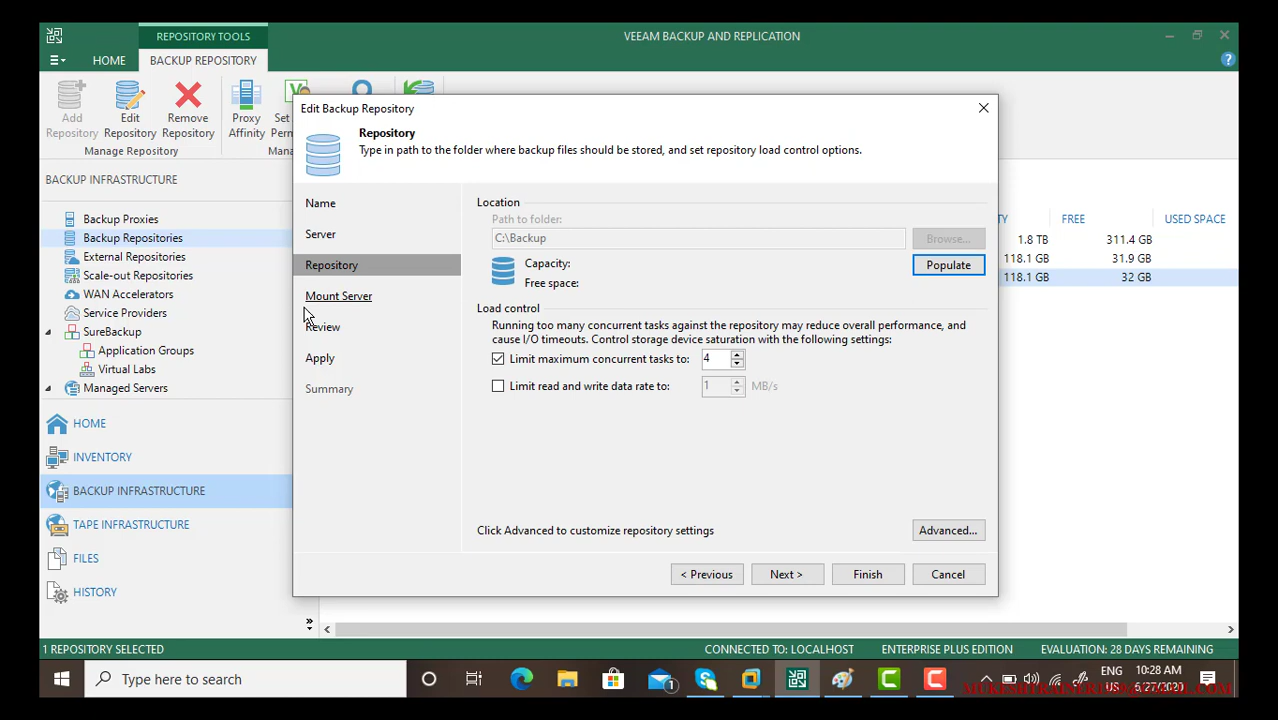 REPOSITORY TOOLS
VEEAM BACKUP AND REPLICATION
HOME
BACKUP REPOSITORY
Add Repository
Edit Repository
Remove Repository
Proxy Affinity
Set
Perm
Manage Repository
Mana
BACKUP INFRASTRUCTURE
Backup Proxies
Backup Repositories
External Repositories
Scale-out Repositories
WAN Accelerators
Service Providers
SureBackup
Application Groups
Virtual Labs
Managed Servers
HOME
INVENTORY
BACKUP INFRASTRUCTURE
TAPE INFRASTRUCTURE
FILES
HISTORY
Edit Backup Repository
Repository
Type in path to the folder where backup files should be stored, and set repository load control options.
Name
Server
Repository
Mount Server
Review
Apply
Summary
Location
Path to folder:
C:\Backup
Browse...
Capacity:
Free space:
Populate
Load control
Running too many concurrent tasks against the repository may reduce overall performance, and
cause I/O timeouts. Control storage device saturation with the following settings:
Limit maximum concurrent tasks to: 4
Limit read and write data rate to: 1 MB/s
Click Advanced to customize repository settings
Advanced...
< Previous
Next >
Finish
Cancel
TY FREE USED SPACE
1.8 TB 311.4 GB
118.1 GB 31.9 GB
118.1 GB 32 GB
1 REPOSITORY SELECTED
CONNECTED TO: LOCALHOST
ENTERPRISE PLUS EDITION
EVALUATION: 28 DAYS REMAINING
Type here to search
1
ENG
US
10:28 AM
6/27/2020